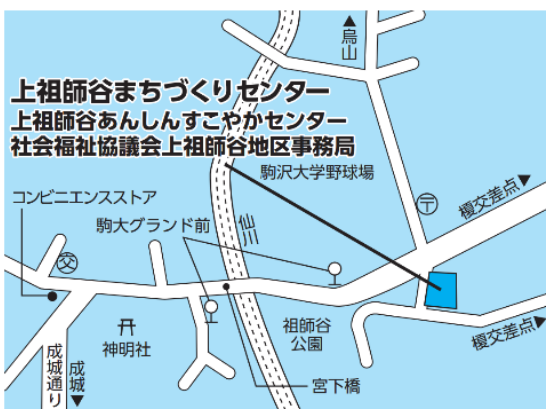 ▲烏山
上祖師谷まちづくりセンター
上祖師谷あんしんすこやかセンター
社会福祉協議会上祖師谷地区事務局
駒沢大学野球場
コンビニエンスストア
駒大グランド前
仙川
〒
榎交差点▶
交
神明社
祖師谷
公園
榎交差点▶
成城通り
成城▼
宮下橋